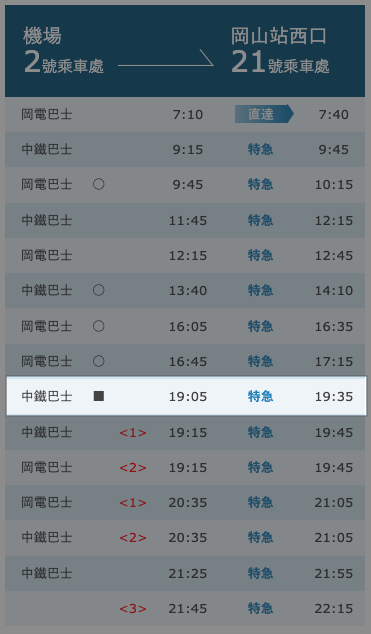 機場 岡山站西口
2號乘車處 21號乘車處
岡電巴士 7:10 直達 7:40
中鐵巴士 9:15 特急 9:45
岡電巴士 ○ 9:45 特急 10:15
中鐵巴士 11:45 特急 12:15
岡電巴士 12:15 特急 12:45
中鐵巴士 ○ 13:40 特急 14:10
岡電巴士 ○ 16:05 特急 16:35
岡電巴士 ○ 16:45 特急 17:15
中鐵巴士 ■ 19:05 特急 19:35
中鐵巴士 <1> 19:15 特急 19:45
岡電巴士 <2> 19:15 特急 19:45
岡電巴士 <1> 20:35 特急 21:05
中鐵巴士 <2> 20:35 特急 21:05
中鐵巴士 21:25 特急 21:55
<3> 21:45 特急 22:15